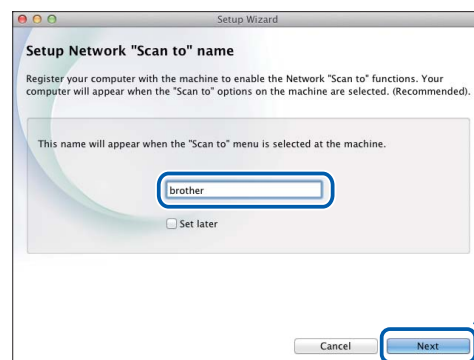 Setup Wizard
Setup Network "Scan to" name
Register your computer with the machine to enable the Network "Scan to" functions. Your
computer will appear when the "Scan to" options on the machine are selected. (Recommended).
This name will appear when the "Scan to" menu is selected at the machine.
brother
Set later
Cancel Next